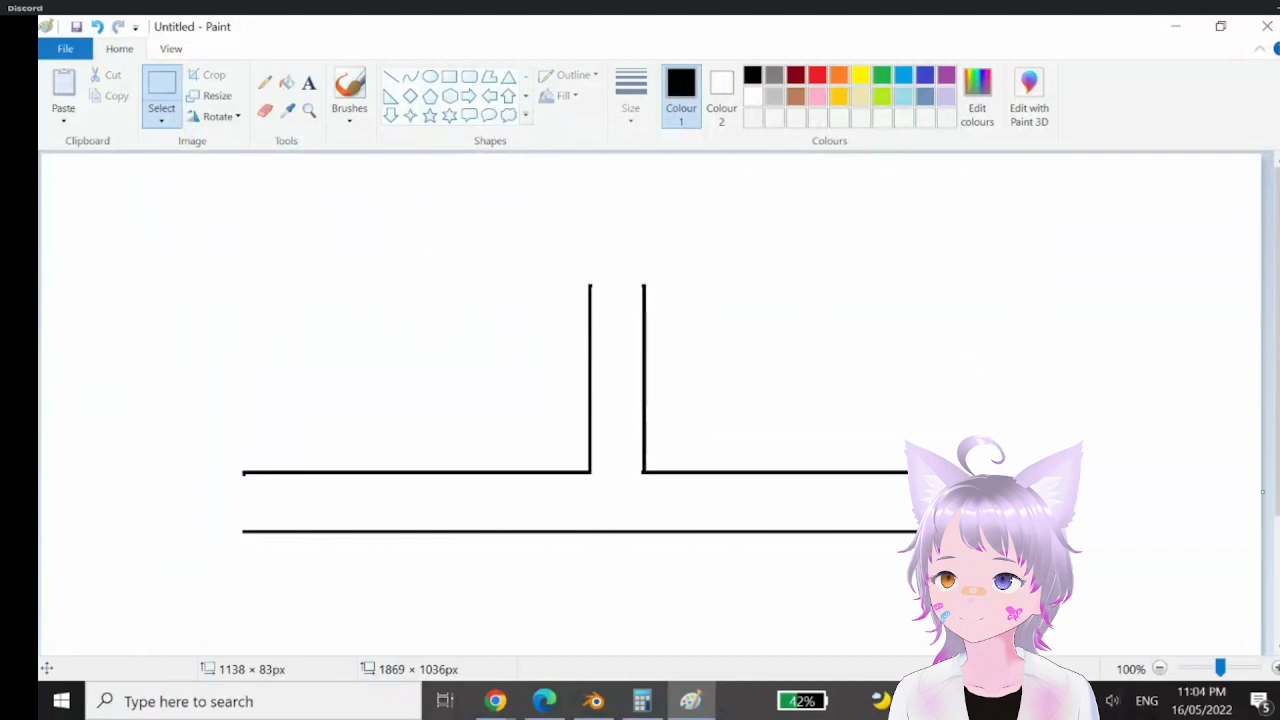 Discord
Untitled - Paint
File Home View
Paste
Cut
Copy
Clipboard
Select
Crop
Resize
Rotate
Image
A
Tools
Brushes
Outline
Fill
Shapes
Size
Colour
1
Colour
2
Edit
colours
Edit with
Paint 3D
Colours
1138 × 83px
1869 × 1036px
100%
Type here to search
42%
ENG
11:04 PM
16/05/2022
5